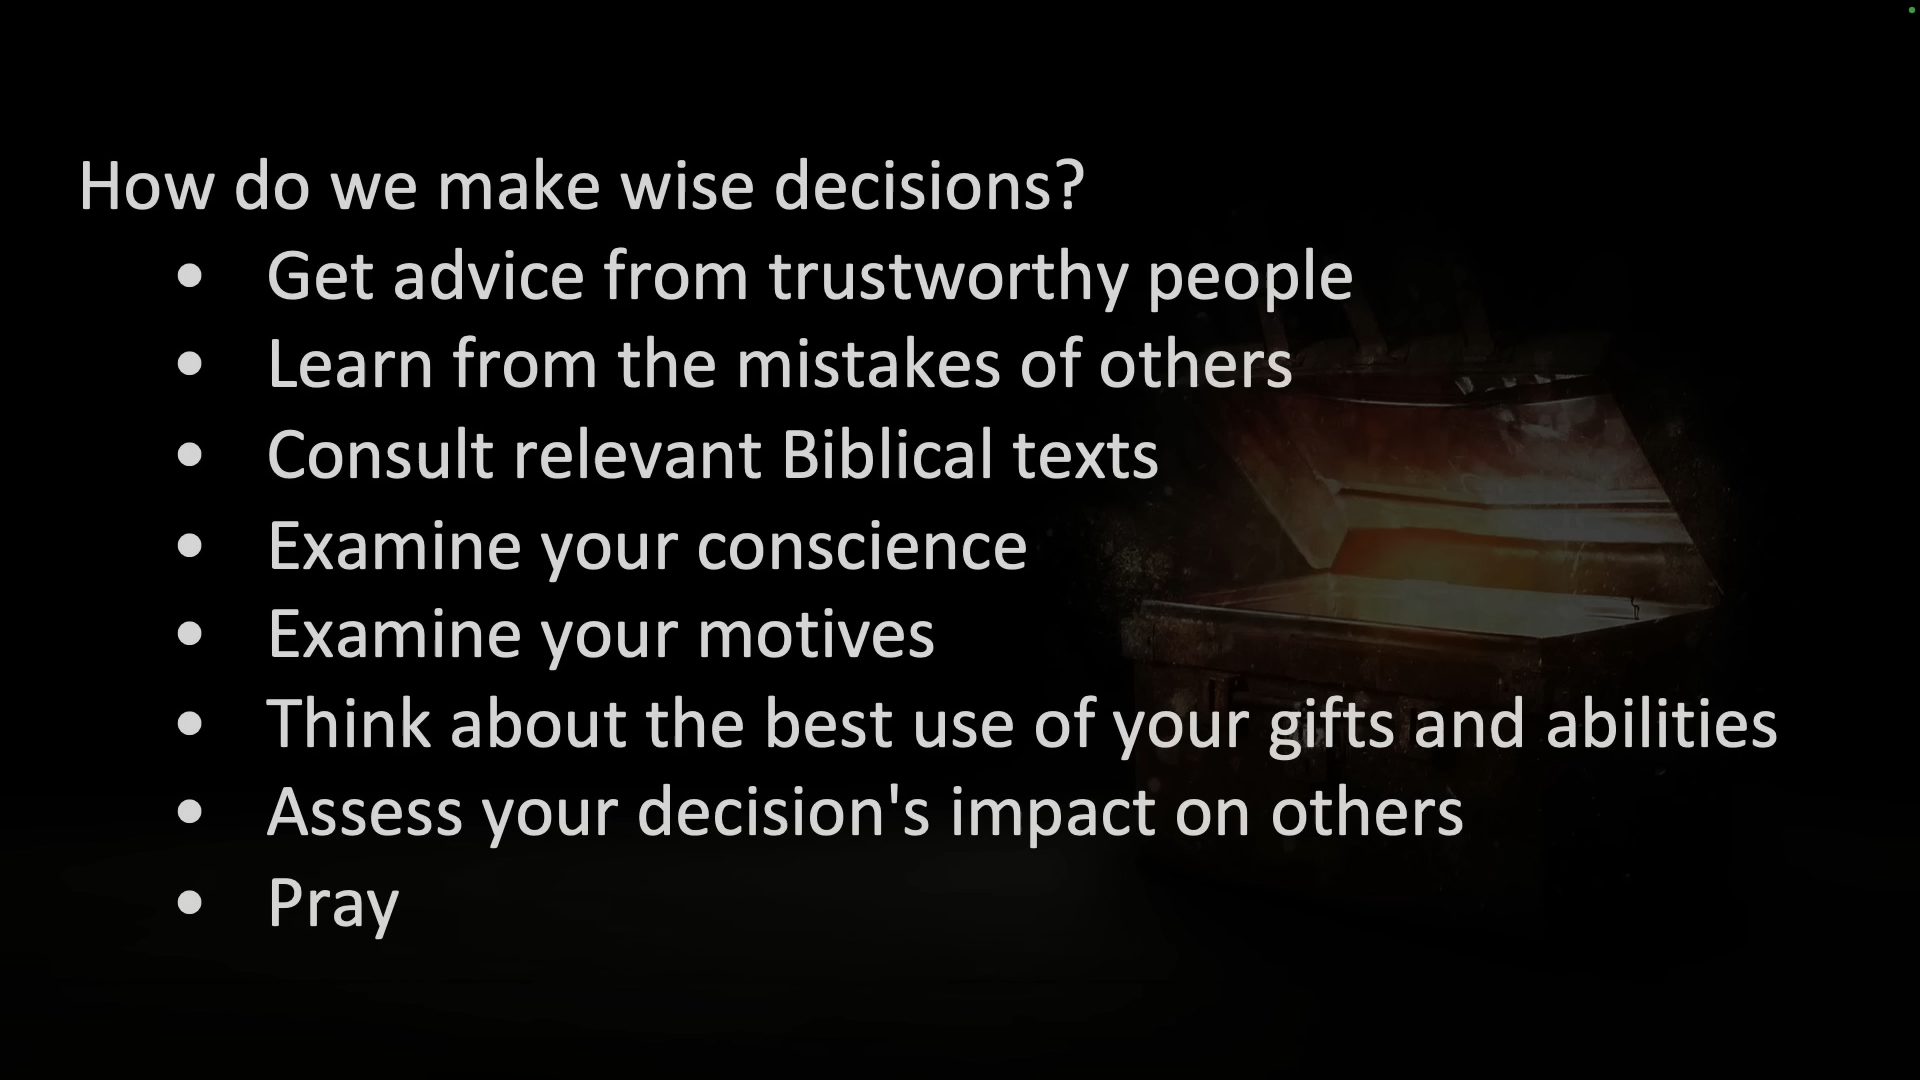 How do we make wise decisions?
• Get advice from trustworthy people
• Learn from the mistakes of others
• Consult relevant Biblical texts
• Examine your conscience
• Examine your motives
• Think about the best use of your gifts and abilities
• Assess your decision's impact on others
• Pray